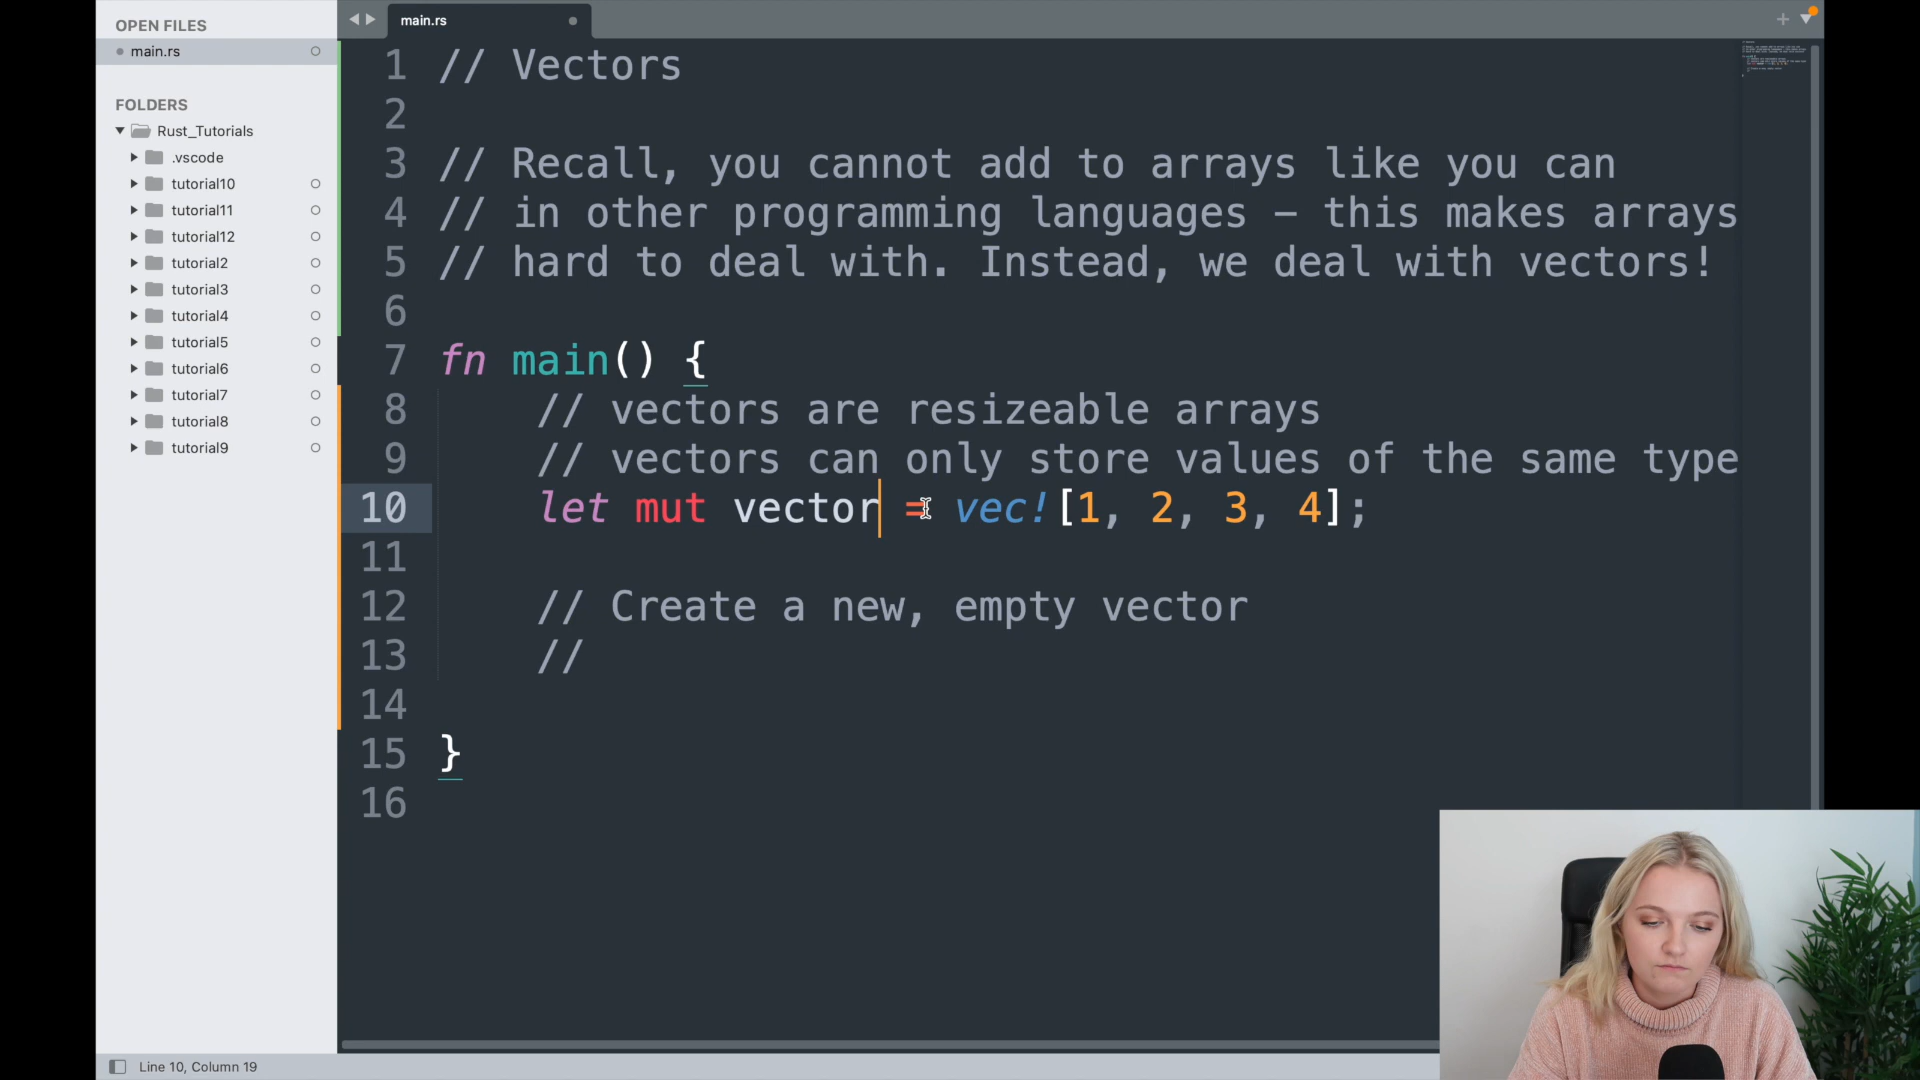 OPEN FILES
main.rs
FOLDERS
Rust_Tutorials
.vscode
tutorial10
tutorial11
tutorial12
tutorial2
tutorial3
tutorial4
tutorial5
tutorial6
tutorial7
tutorial8
tutorial9
main.rs
1 // Vectors
2
3 // Recall, you cannot add to arrays like you can
4 // in other programming languages – this makes arrays
5 // hard to deal with. Instead, we deal with vectors!
6
7 fn main() {
8 // vectors are resizeable arrays
9 // vectors can only store values of the same type
10 let mut vector = vec![1, 2, 3, 4];
11
12 // Create a new, empty vector
13 //
14
15 }
16
Line 10, Column 19